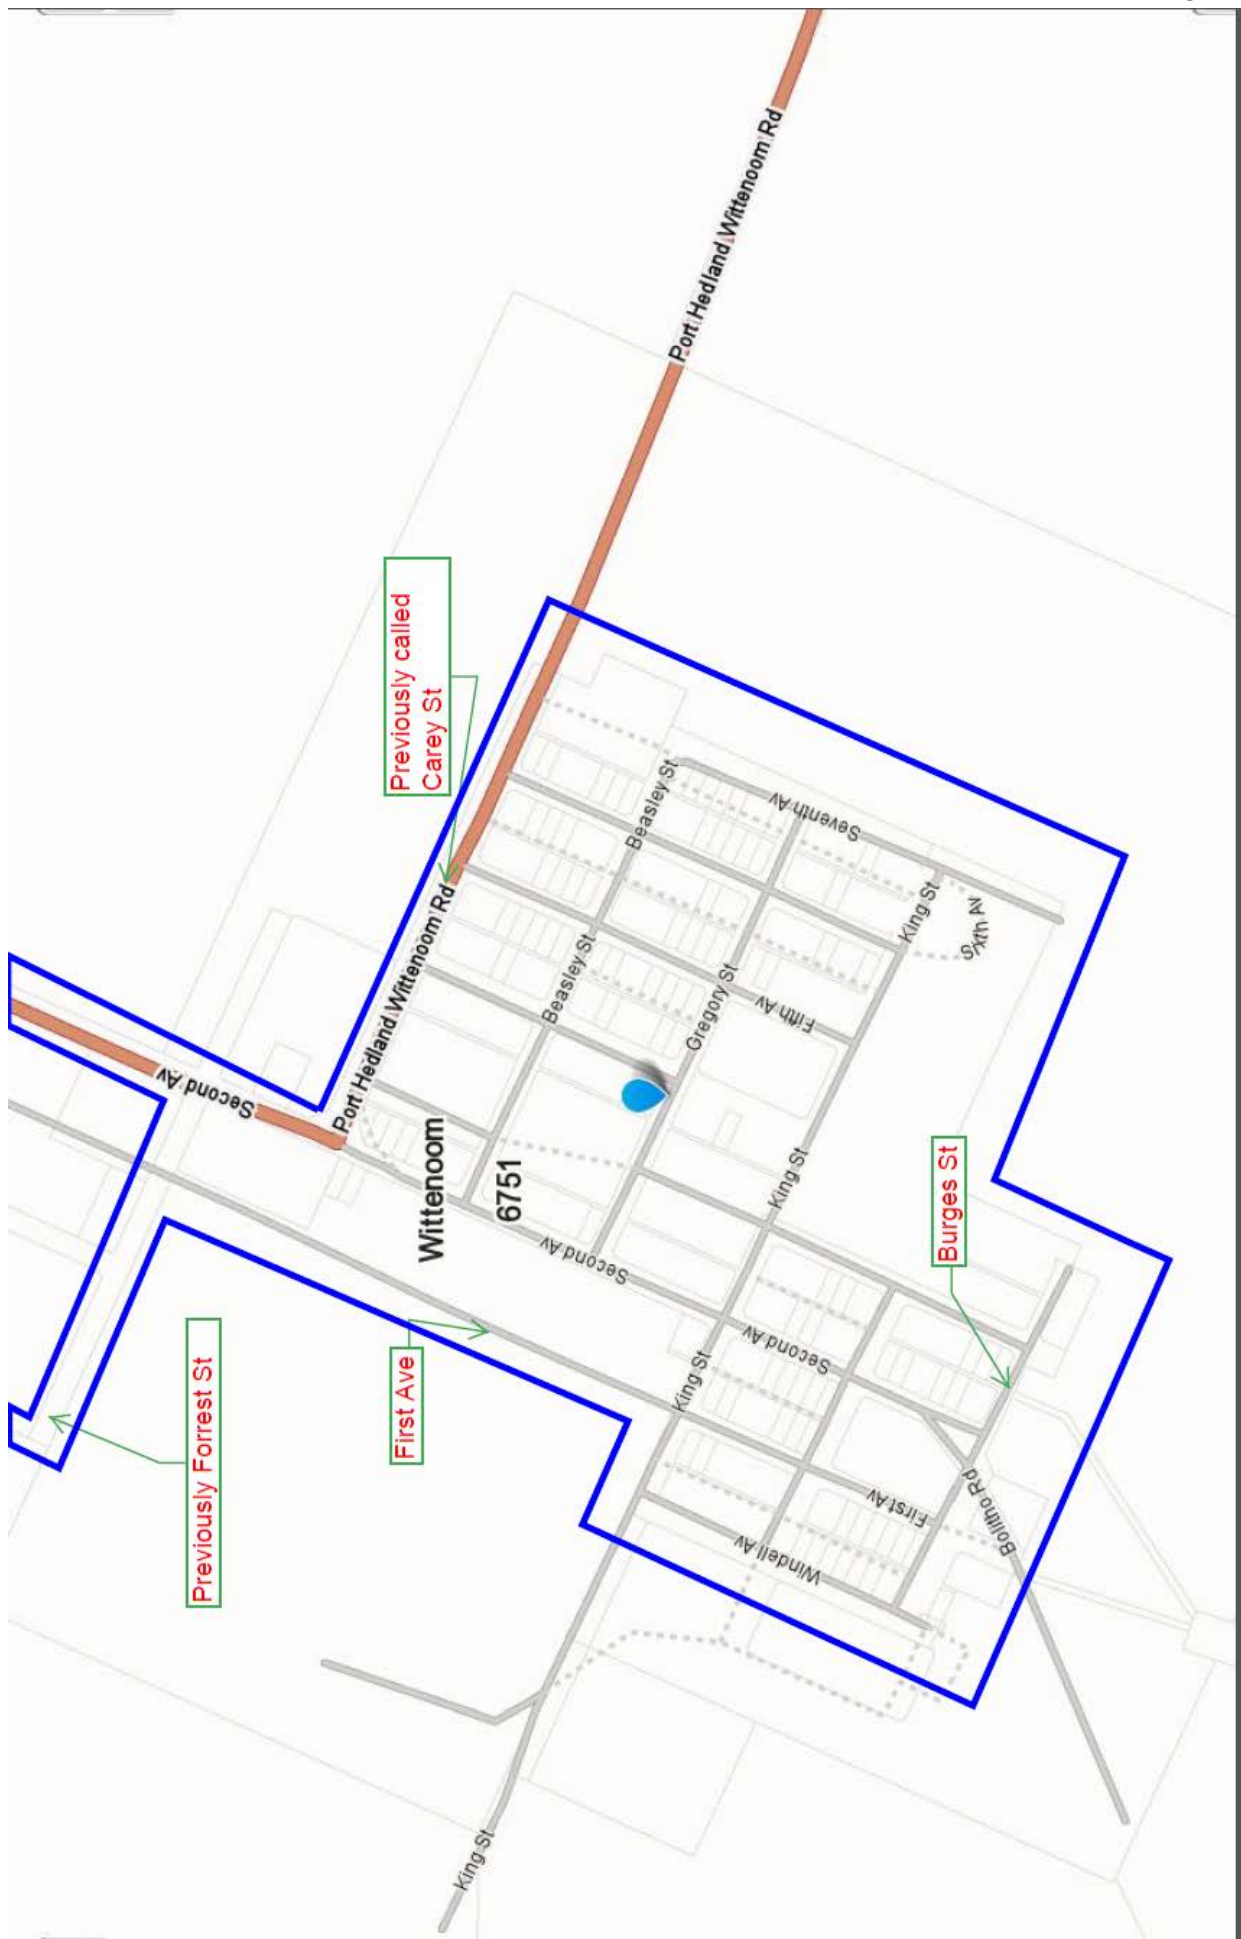 Previously Forrest St
Second Av
First Ave
Previously called
Carey St
Port Hedland Wittenoom Rd
Wittenoom
6751
King St
Second Av
Beasley St
Beasley St
Port Hedland Wittenoom Rd
King St
Gregory St
Windell Av
Second Av
King St
Fifth Av
Seventh Av
First Av
King St
Burges St
Sixth Av
Bolitho Rd